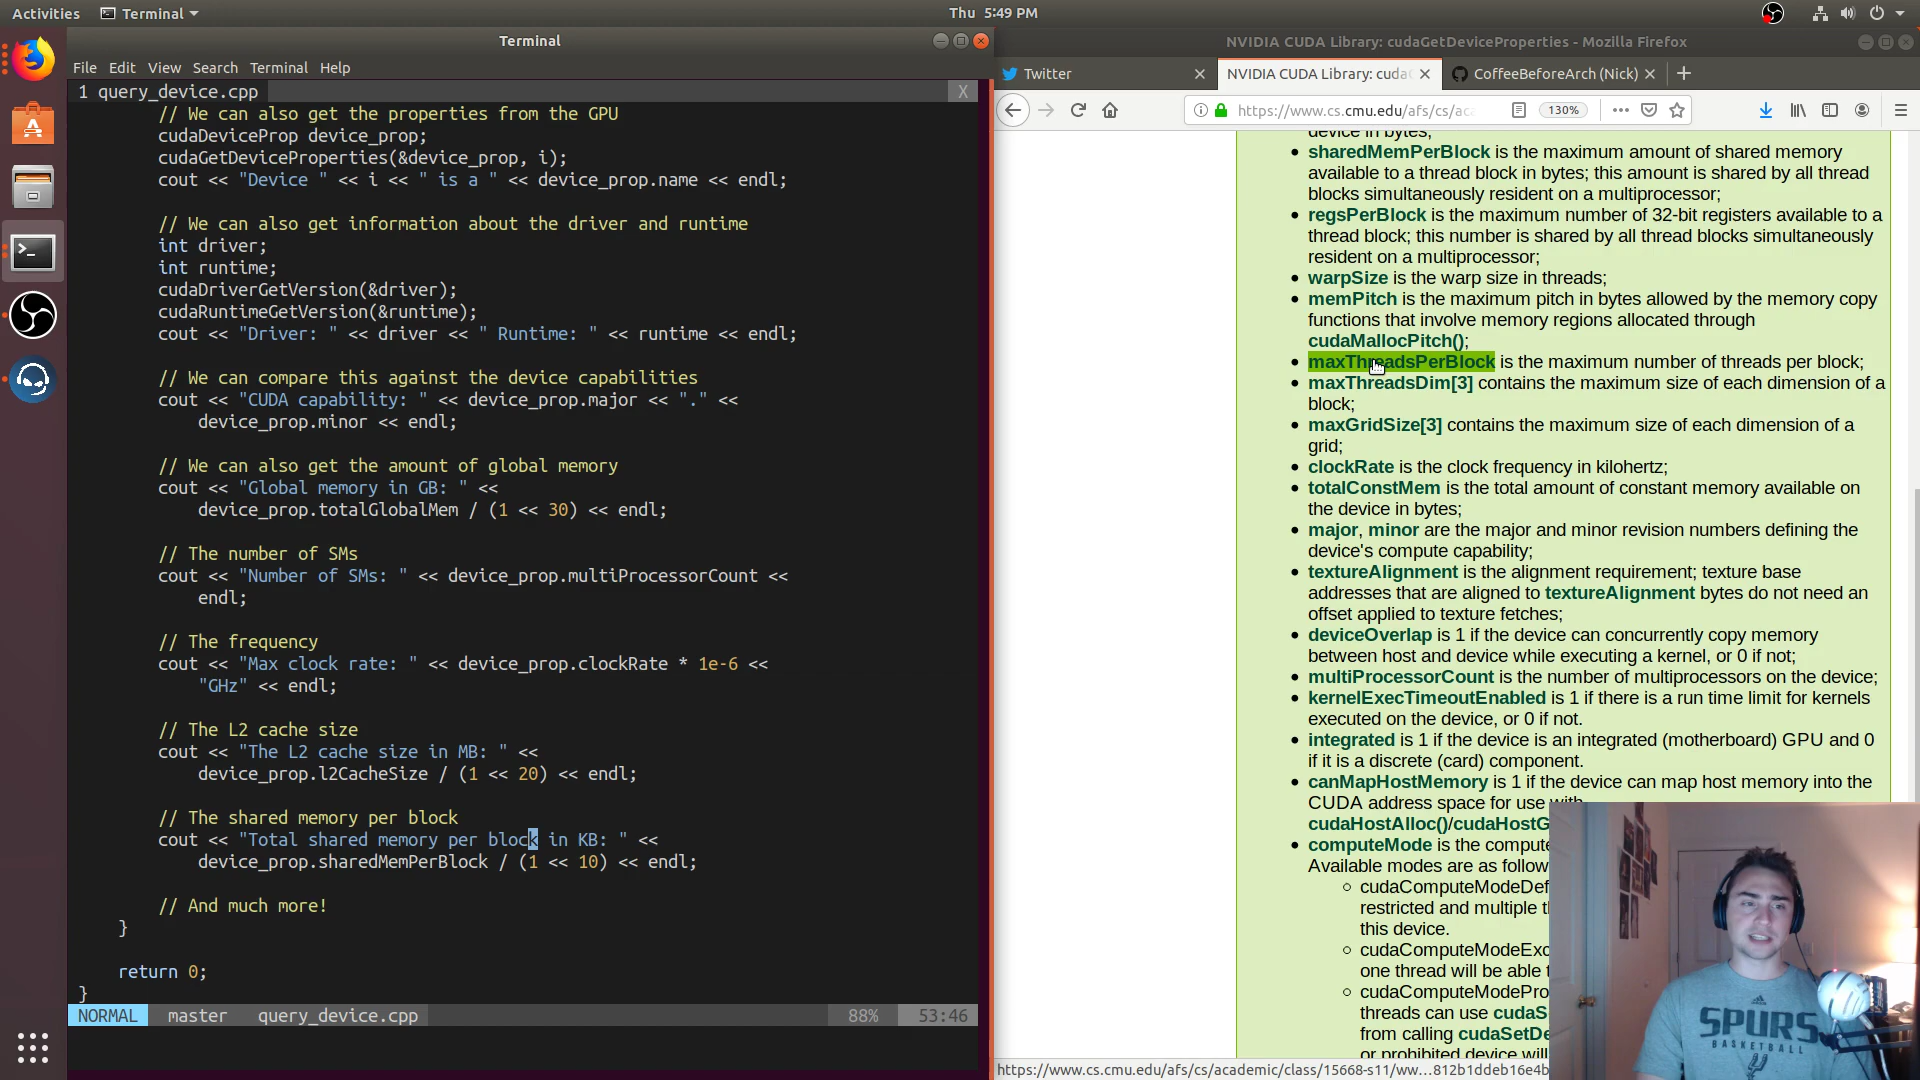 Activities
Terminal
Thu 5:49 PM
Terminal
File Edit View Search Terminal Help
1 query_device.cpp
X
// We can also get the properties from the GPU
cudaDeviceProp device_prop;
cudaGetDeviceProperties(&device_prop, i);
cout << "Device " << i << " is a " << device_prop.name << endl;
// We can also get information about the driver and runtime
int driver;
int runtime;
cudaDriverGetVersion(&driver);
cudaRuntimeGetVersion(&runtime);
cout << "Driver: " << driver << " Runtime: " << runtime << endl;
// We can compare this against the device capabilities
cout << "CUDA capability: " << device_prop.major << "." <<
device_prop.minor << endl;
// We can also get the amount of global memory
cout << "Global memory in GB: " <<
device_prop.totalGlobalMem / (1 << 30) << endl;
// The number of SMs
cout << "Number of SMs: " << device_prop.multiProcessorCount <<
endl;
// The frequency
cout << "Max clock rate: " << device_prop.clockRate * 1e-6 <<
"GHz" << endl;
// The L2 cache size
cout << "The L2 cache size in MB: " <<
device_prop.l2CacheSize / (1 << 20) << endl;
// The shared memory per block
cout << "Total shared memory per block in KB: " <<
device_prop.sharedMemPerBlock / (1 << 10) << endl;
// And much more!
}
return 0;
}
NORMAL master query_device.cpp 88% 53:46
NVIDIA CUDA Library: cudaGetDeviceProperties - Mozilla Firefox
Twitter
NVIDIA CUDA Library: cuda
CoffeeBeforeArch (Nick)
https://www.cs.cmu.edu/afs/cs/aca
130%
device in bytes;
sharedMemPerBlock is the maximum amount of shared memory
available to a thread block in bytes; this amount is shared by all thread
blocks simultaneously resident on a multiprocessor;
regsPerBlock is the maximum number of 32-bit registers available to a
thread block; this number is shared by all thread blocks simultaneously
resident on a multiprocessor;
warpSize is the warp size in threads;
memPitch is the maximum pitch in bytes allowed by the memory copy
functions that involve memory regions allocated through
cudaMallocPitch();
maxThreadsPerBlock is the maximum number of threads per block;
maxThreadsDim[3] contains the maximum size of each dimension of a
block;
maxGridSize[3] contains the maximum size of each dimension of a
grid;
clockRate is the clock frequency in kilohertz;
totalConstMem is the total amount of constant memory available on
the device in bytes;
major, minor are the major and minor revision numbers defining the
device's compute capability;
textureAlignment is the alignment requirement; texture base
addresses that are aligned to textureAlignment bytes do not need an
offset applied to texture fetches;
deviceOverlap is 1 if the device can concurrently copy memory
between host and device while executing a kernel, or 0 if not;
multiProcessorCount is the number of multiprocessors on the device;
kernelExecTimeoutEnabled is 1 if there is a run time limit for kernels
executed on the device, or 0 if not.
integrated is 1 if the device is an integrated (motherboard) GPU and 0
if it is a discrete (card) component.
canMapHostMemory is 1 if the device can map host memory into the
CUDA address space for use with
cudaHostAlloc()/cudaHostG
computeMode is the compute
Available modes are as follow
cudaComputeModeDef
restricted and multiple th
this device.
cudaComputeModeExc
one thread will be able t
cudaComputeModePro
threads can use cudaS
from calling cudaSetDe
or prohibited device will
https://www.cs.cmu.edu/afs/cs/academic/class/15668-s11/ww...812b1ddeb16e4b
SPURS
BASKETBALL